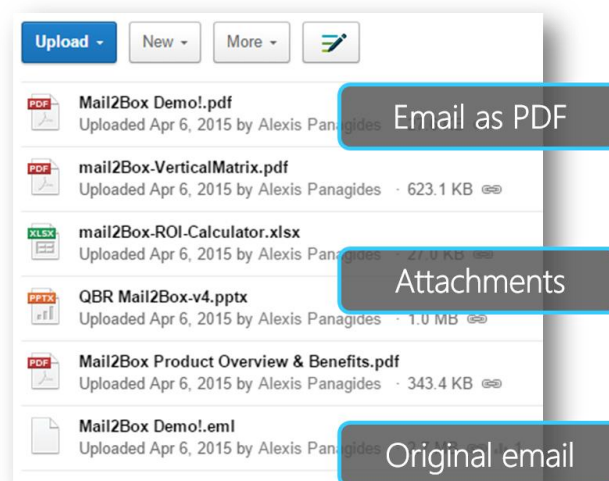 Upload New More
PDF Mail2Box Demo!.pdf
Uploaded Apr 6, 2015 by Alexis Panagides
Email as PDF
PDF mail2Box-VerticalMatrix.pdf
Uploaded Apr 6, 2015 by Alexis Panagides · 623.1 KB
XLSX mail2Box-ROI-Calculator.xlsx
Uploaded Apr 6, 2015 by Alexis Panagides · 27.0 KB
Attachments
PPTX QBR Mail2Box-v4.pptx
Uploaded Apr 6, 2015 by Alexis Panagides · 1.0 MB
PDF Mail2Box Product Overview & Benefits.pdf
Uploaded Apr 6, 2015 by Alexis Panagides · 343.4 KB
Mail2Box Demo!.eml
Uploaded Apr 6, 2015 by Alexis Panagides
Original email